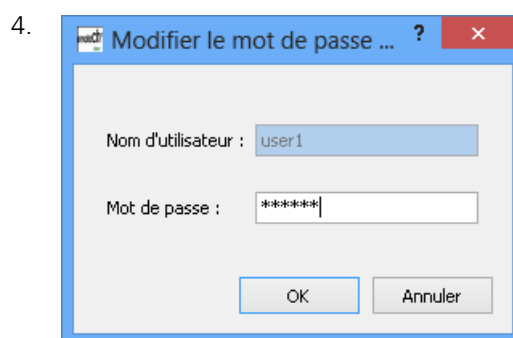 4.
Modifier le mot de passe ... ? ×
Nom d'utilisateur : user1
Mot de passe : ******
OK Annuler